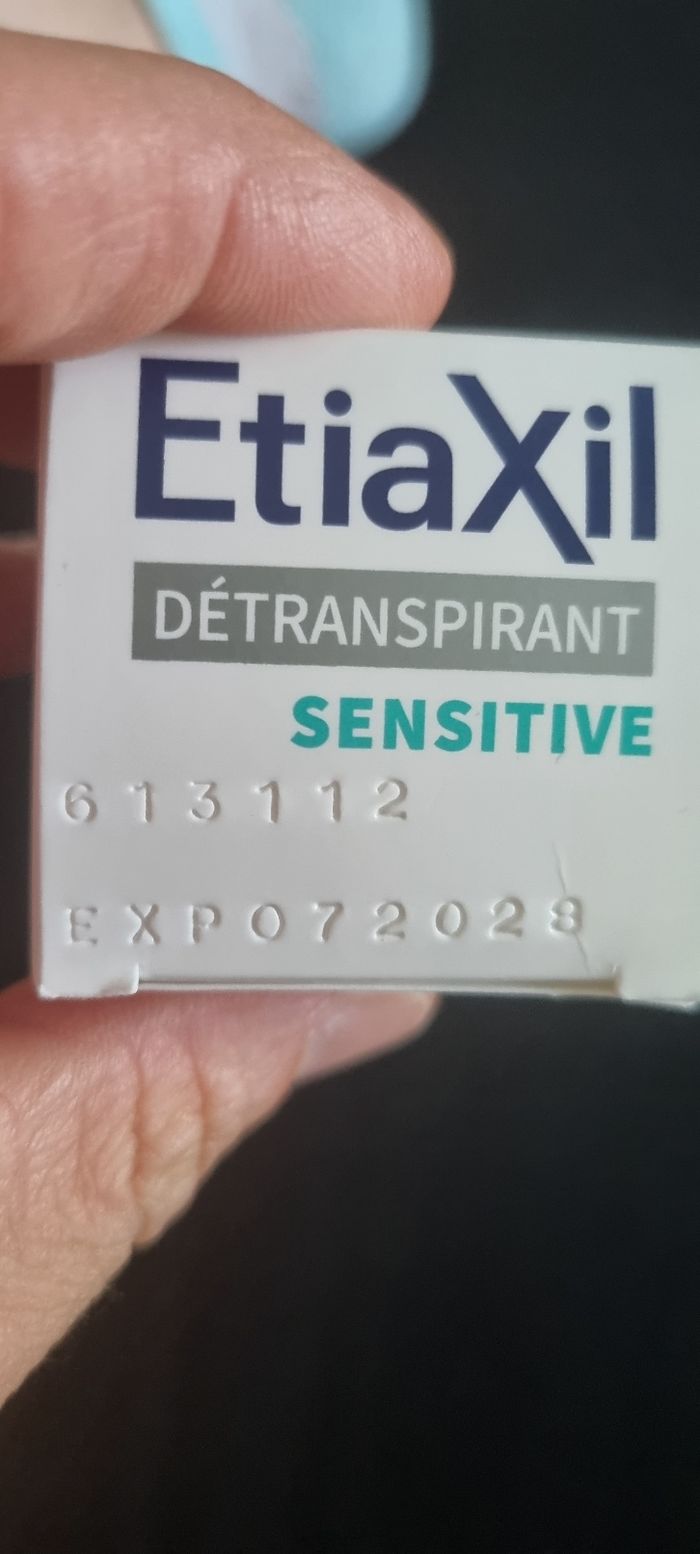 EtiaXil
DÉTRANSPIRANT
SENSITIVE
613112
EXP072028